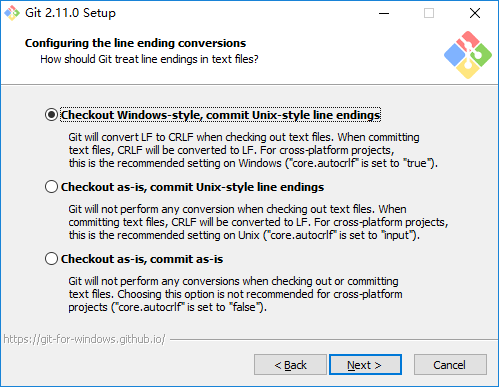 Git 2.11.0 Setup
Configuring the line ending conversions
How should Git treat line endings in text files?
Checkout Windows-style, commit Unix-style line endings
Git will convert LF to CRLF when checking out text files. When committing
text files, CRLF will be converted to LF. For cross-platform projects,
this is the recommended setting on Windows ("core.autocrlf" is set to "true").
Checkout as-is, commit Unix-style line endings
Git will not perform any conversion when checking out text files. When
committing text files, CRLF will be converted to LF. For cross-platform projects,
this is the recommended setting on Unix ("core.autocrlf" is set to "input").
Checkout as-is, commit as-is
Git will not perform any conversions when checking out or committing
text files. Choosing this option is not recommended for cross-platform
projects ("core.autocrlf" is set to "false").
https://git-for-windows.github.io/
< Back Next > Cancel